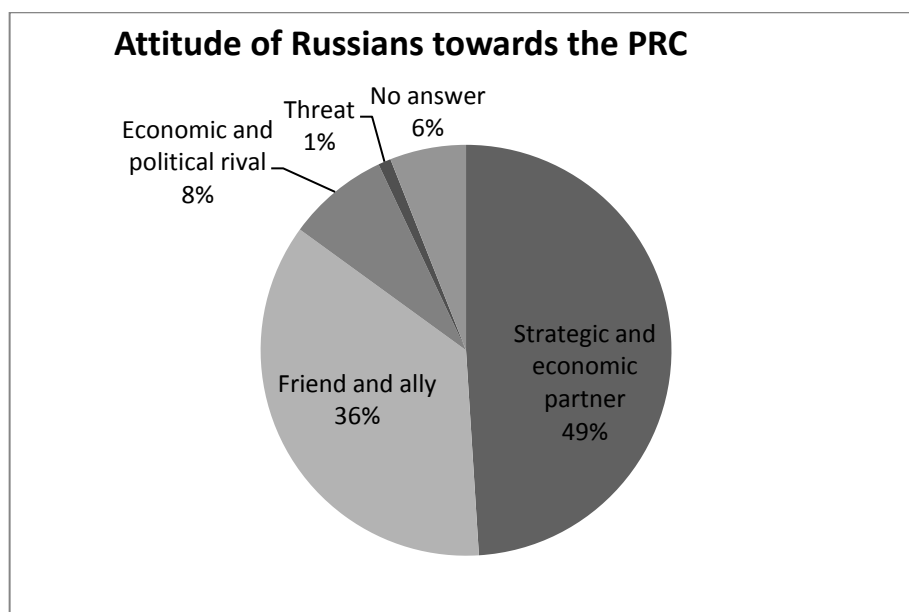 Attitude of Russians towards the PRC
No answer
6%
Threat
1%
Economic and
political rival
8%
Strategic and
economic
partner
49%
Friend and ally
36%